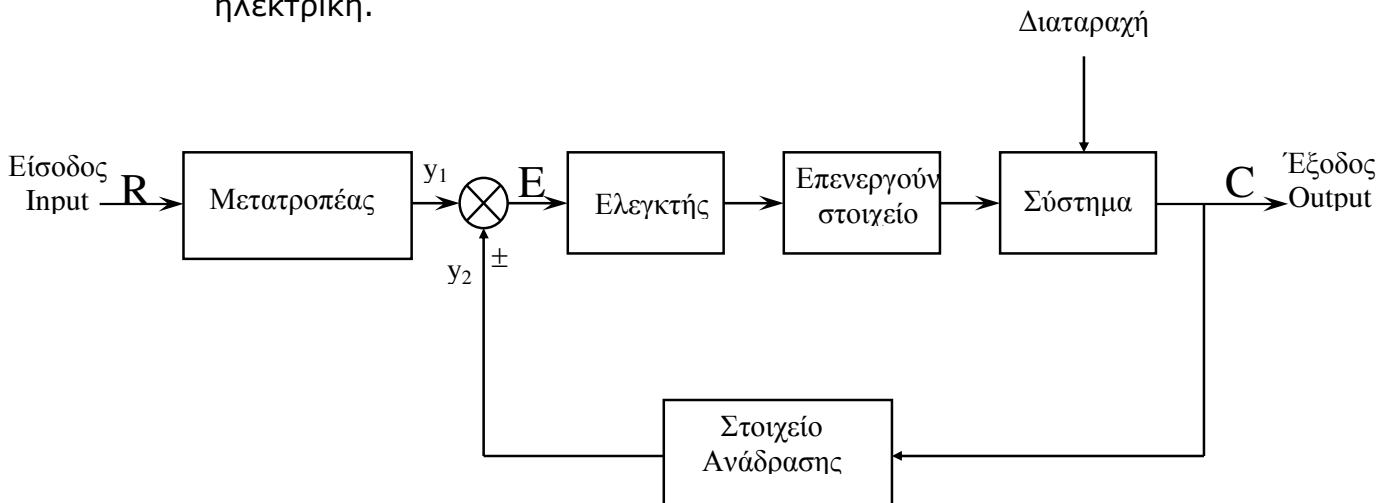 ηλεκτρική.
Διαταραχή
Είσοδος
Input
R
Μετατροπέας
y₁
E
Ελεγκτής
Επενεργούν
στοιχείο
Σύστημα
C
Έξοδος
Output
y₂
±
Στοιχείο
Ανάδρασης